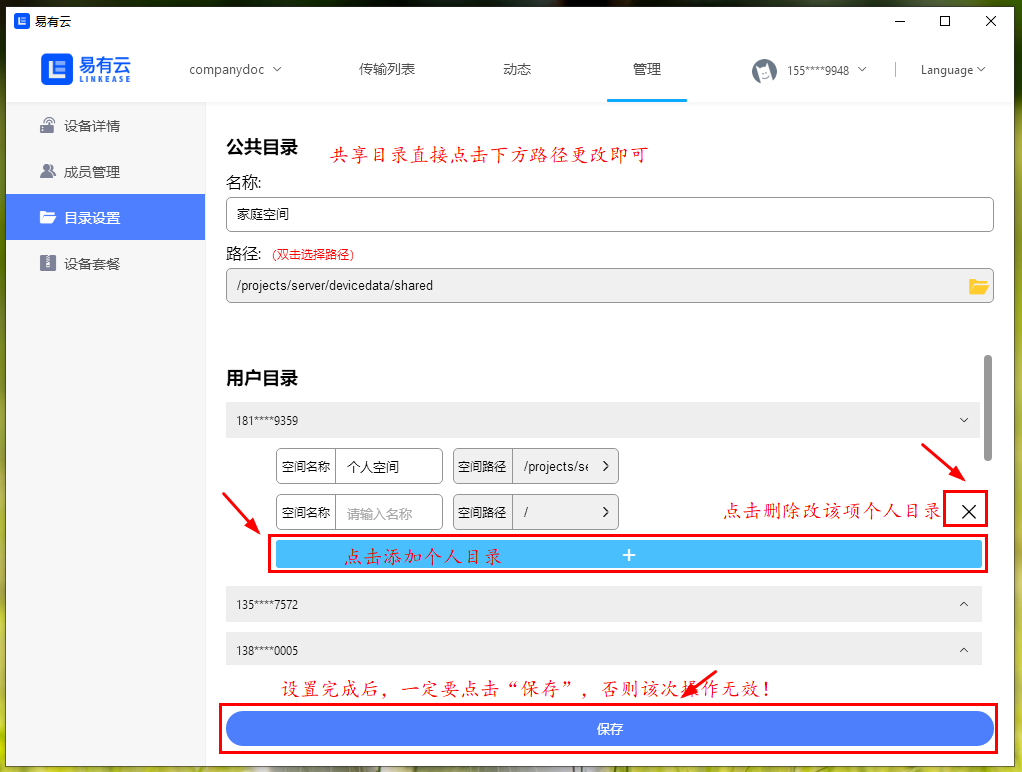 易有云
易有云
LINKEASE
companydoc
传输列表
动态
管理
155****9948
Language
设备详情
成员管理
目录设置
设备套餐
公共目录
共享目录直接点击下方路径更改即可
名称:
家庭空间
路径: (双击选择路径)
/projects/server/devicedata/shared
用户目录
181****9359
空间名称 个人空间 空间路径 /projects/se
空间名称 请输入名称 空间路径 /
点击删除改该项个人目录
点击添加个人目录 +
135****7572
138****0005
设置完成后，一定要点击“保存”，否则该次操作无效！
保存